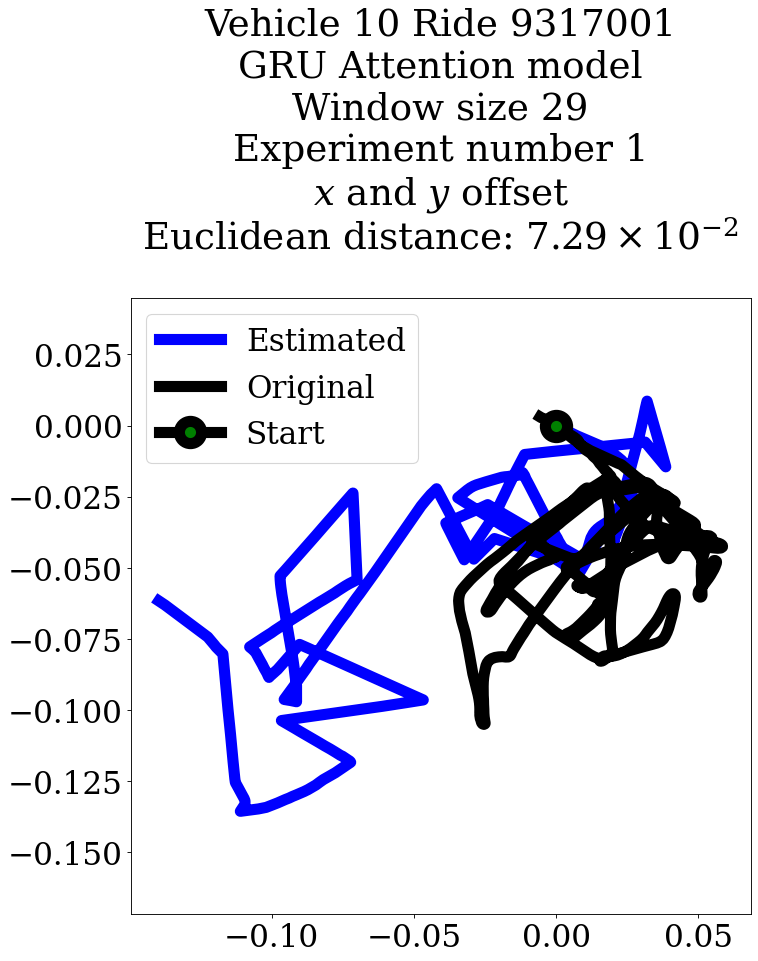 Vehicle 10 Ride 9317001
GRU Attention model
Window size 29
Experiment number 1
x and y offset
Euclidean distance: 7.29 × 10⁻²
Estimated
Original
Start
0.025
0.000
−0.025
−0.050
−0.075
−0.100
−0.125
−0.150
−0.10 −0.05 0.00 0.05